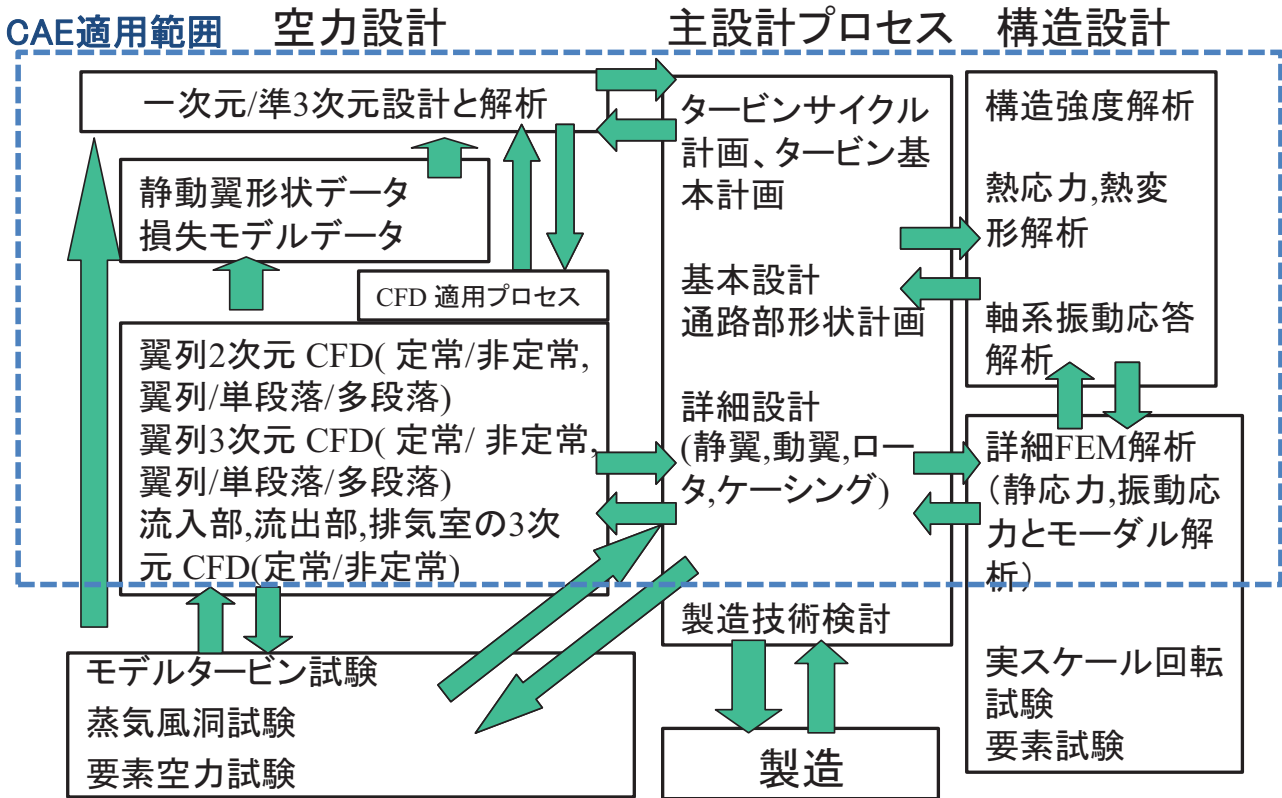 CAE適用範囲
空力設計
主設計プロセス
構造設計
一次元/準3次元設計と解析
静動翼形状データ
損失モデルデータ
CFD 適用プロセス
翼列2次元 CFD( 定常/非定常,
翼列/単段落/多段落)
翼列3次元 CFD( 定常/ 非定常,
翼列/単段落/多段落)
流入部,流出部,排気室の3次
元 CFD(定常/非定常)
モデルタービン試験
蒸気風洞試験
要素空力試験
タービンサイクル
計画、タービン基
本計画
基本設計
通路部形状計画
詳細設計
(静翼,動翼,ロー
タ,ケーシング)
製造技術検討
製造
構造強度解析
熱応力,熱変
形解析
軸系振動応答
解析
詳細FEM解析
（静応力,振動応
力とモーダル解
析）
実スケール回転
試験
要素試験